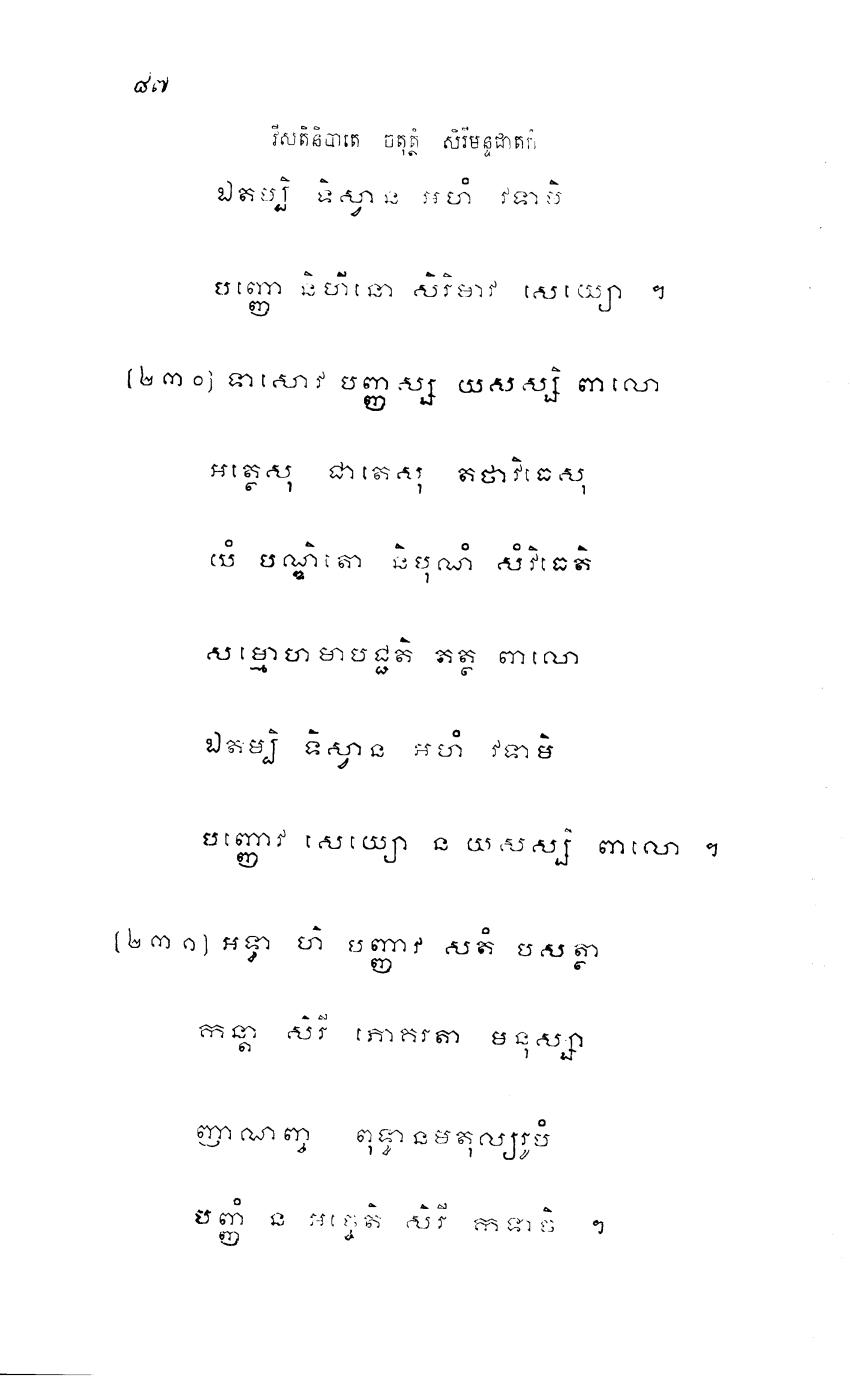 ៨៧
វីសតិនិបាតេ ចតុត្ថំ សិរីមន្ទជាតកំ
ឯតម្បិ ទិស្វាន អហំ វទាមិ
បញ្ញោ និហីនោ សិរិមាវ សេយ្យោ ។
(២៣០) ទាសោវ បញ្ញស្ស យសស្សិ ពាលោ
អត្ថេសុ ជាតេសុ តថាវិធេសុ
យំ បណ្ឌិតោ និបុណំ សំវិធេតិ
សម្មោហមាបជ្ជតិ តត្ថ ពាលោ
ឯតម្បិ ទិស្វាន អហំ វទាមិ
បញ្ញោវ សេយ្យោ ន យសស្សិ ពាលោ ។
(២៣១) អទ្ធា ហិ បញ្ញាវ សតំ បសត្ថា
កន្តា សិរី ភោគរតា មនុស្សា
ញាណញ្ច ពុទ្ធានមតុល្យរូបំ
បញ្ញំ ន អច្ចេតិ សិរី កទាចិ ។